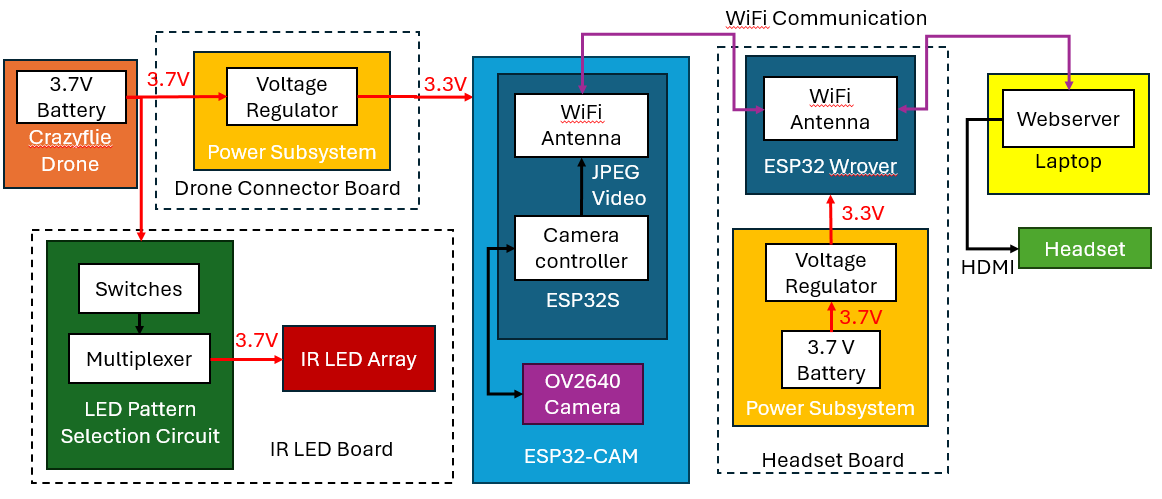 WiFi Communication
3.7V
Battery
Crazyflie
Drone
3.7V
Voltage
Regulator
Power Subsystem
Drone Connector Board
3.3V
WiFi
Antenna
JPEG
Video
Camera
controller
ESP32S
OV2640
Camera
ESP32-CAM
WiFi
Antenna
ESP32 Wrover
3.3V
Voltage
Regulator
3.7V
3.7 V
Battery
Power Subsystem
Headset Board
Webserver
Laptop
HDMI
Headset
Switches
Multiplexer
3.7V
IR LED Array
LED Pattern
Selection Circuit
IR LED Board